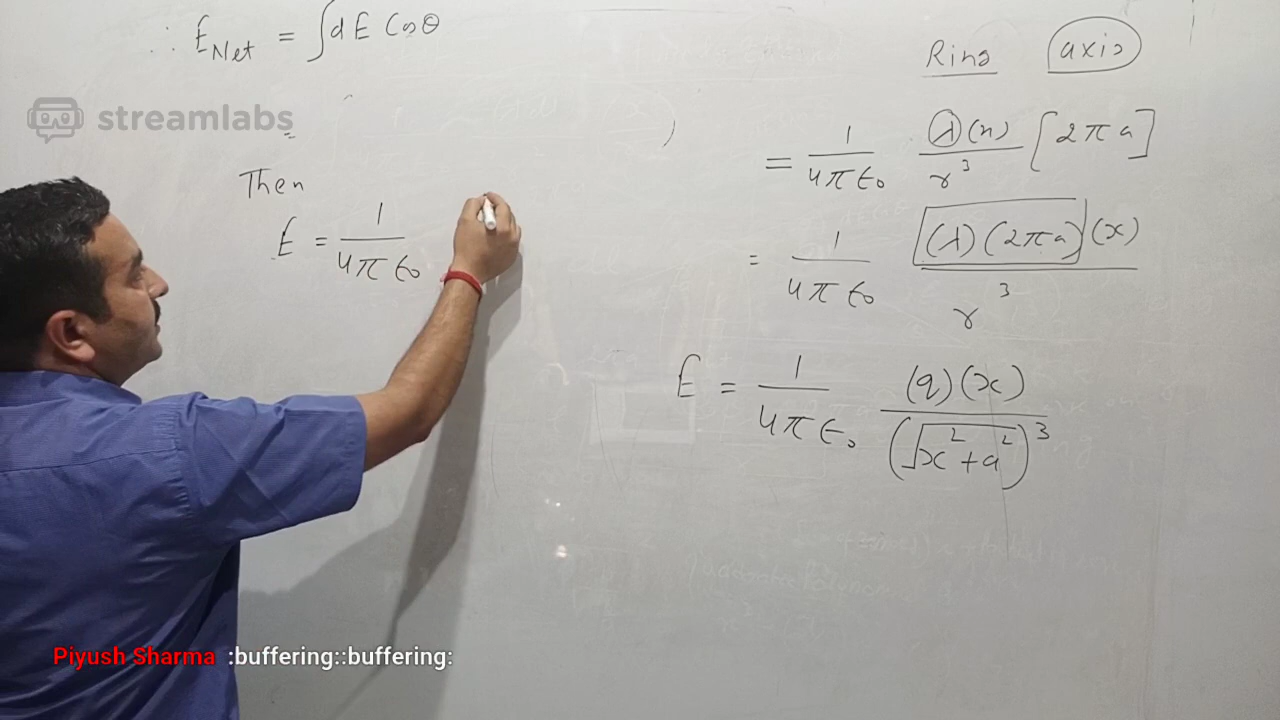 ∴ E_Net = ∫dE Cosθ
streamlabs
Then
E = 1/4πϵ₀
Ring axis
= 1/4πϵ₀ (λ)(x)/r³ [2πa]
= 1/4πϵ₀ (λ)(2πa)(x)/r³
E = 1/4πϵ₀ (q)(x)/(√x²+a²)³
Piyush Sharma :buffering::buffering: